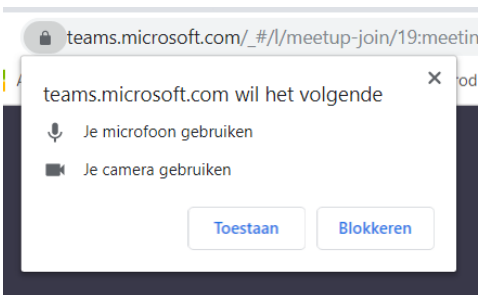 teams.microsoft.com/_#/l/meetup-join/19:meetin
teams.microsoft.com wil het volgende
Je microfoon gebruiken
Je camera gebruiken
Toestaan Blokkeren